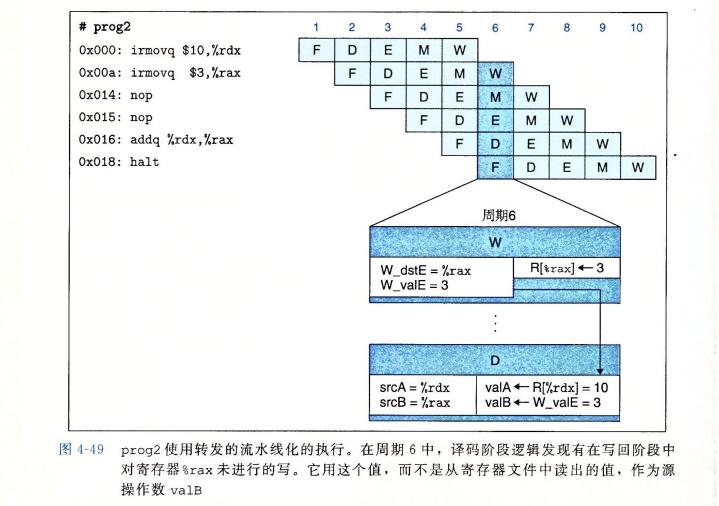 # prog2
1 2 3 4 5 6 7 8 9 10
0x000: irmovq $10,%rdx F D E M W
0x00a: irmovq $3,%rax F D E M W
0x014: nop F D E M W
0x015: nop F D E M W
0x016: addq %rdx,%rax F D E M W
0x018: halt F D E M W
周期6
W
W_dstE = %rax R[%rax] ← 3
W_valE = 3
D
srcA = %rdx valA ← R[%rdx] = 10
srcB = %rax valB ← W_valE = 3
图 4-49 prog2 使用转发的流水线化的执行。在周期 6 中，译码阶段逻辑发现有在写回阶段中
对寄存器%rax 未进行的写。它用这个值，而不是从寄存器文件中读出的值，作为源
操作数 valB